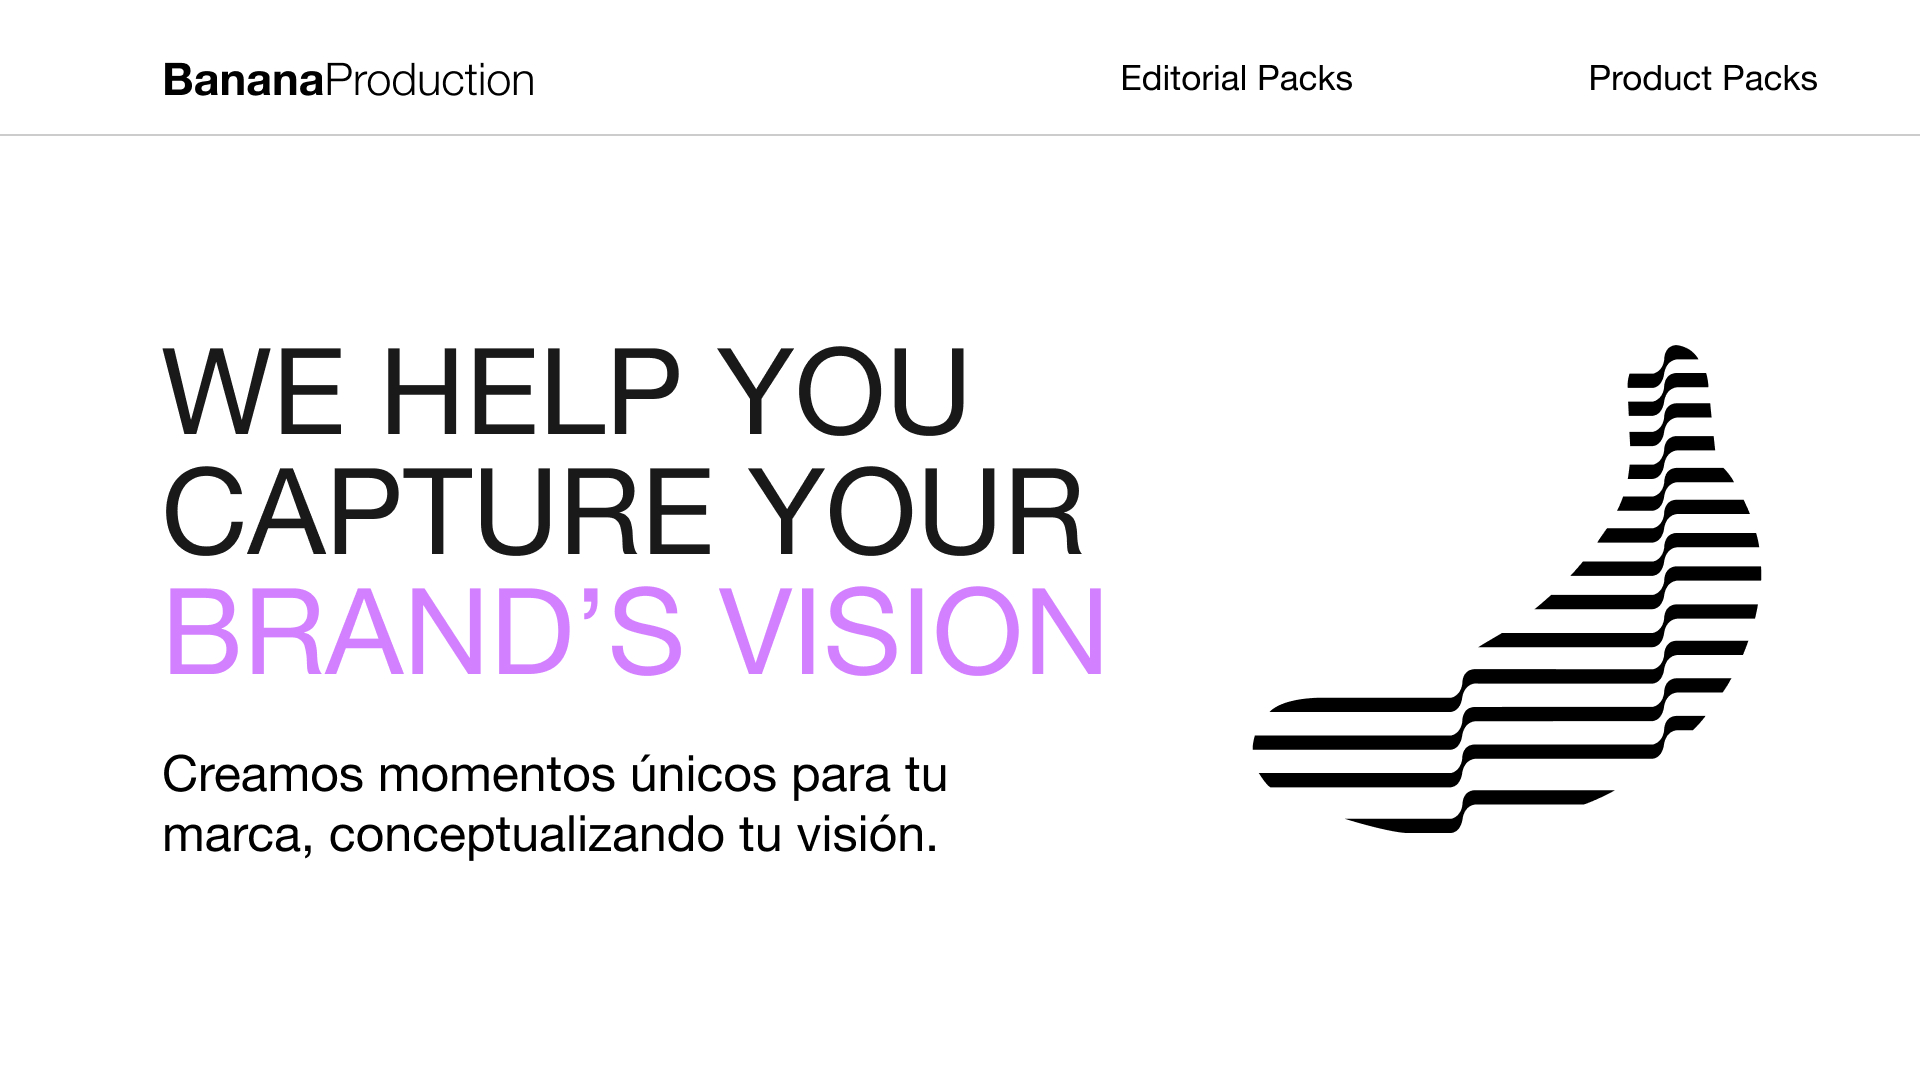 BananaProduction
Editorial Packs
Product Packs
WE HELP YOU
CAPTURE YOUR
BRAND’S VISION
Creamos momentos únicos para tu
marca, conceptualizando tu visión.